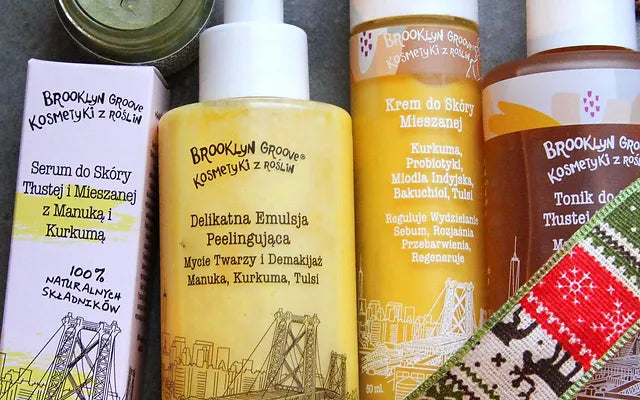 BROOKLYN GROOVE
KOSMETYKI Z ROŚLIN
Serum do Skóry
Tłustej i Mieszanej
z Manuką i
Kurkumą
100%
NATURALNYCH
SKŁADNIKÓW
BROOKLYN GROOVE®
KOSMETYKI Z ROŚLIN
Delikatna Emulsja
Peelingująca
Mycie Twarzy i Demakijaż
Manuka, Kurkuma, Tulsi
BROOKLYN GROOVE®
KOSMETYKI Z ROŚLIN
Krem do Skóry
Mieszanej
Kurkuma,
Probiotyki,
Miodla Indyjska,
Bakuchiol, Tulsi
Reguluje Wydzielanie
Sebum, Rozjaśnia
Przebarwienia,
Regeneruje
50 ml
BROOKLYN GROOVE
KOSMETYKI Z ROŚLIN
Tonik do
Tłustej